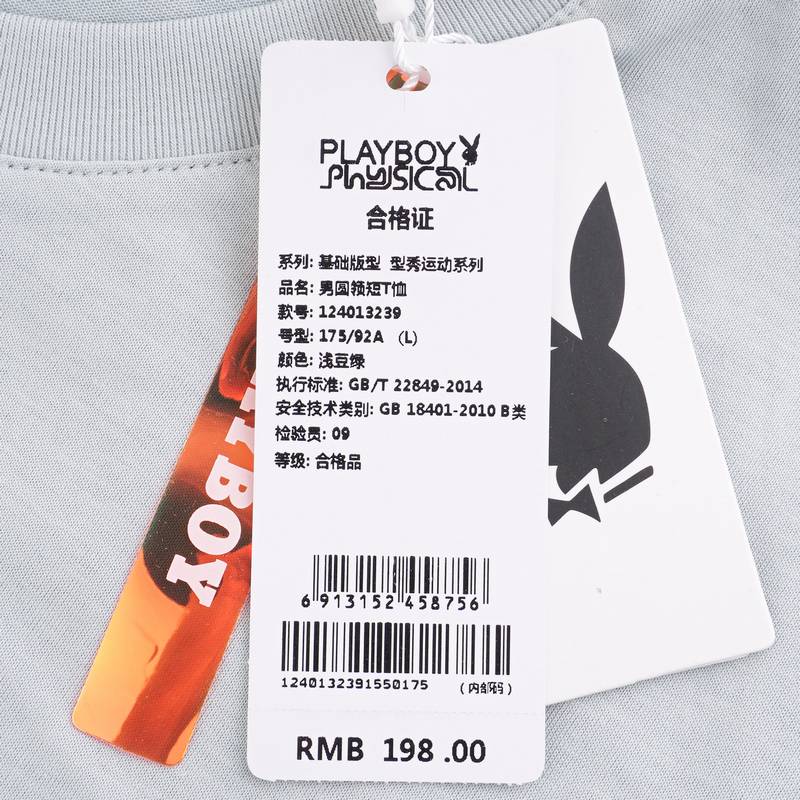 PLAYBOY
PhYSICAL
合格证
系列: 基础版型 型秀运动系列
品名: 男圆领短T恤
款号: 124013239
号型: 175/92A (L)
颜色: 浅豆绿
执行标准: GB/T 22849-2014
安全技术类别: GB 18401-2010 B类
检验员: 09
等级: 合格品
6 913152 458756
1240132391550175 (内部码)
RMB 198.00
YBOY